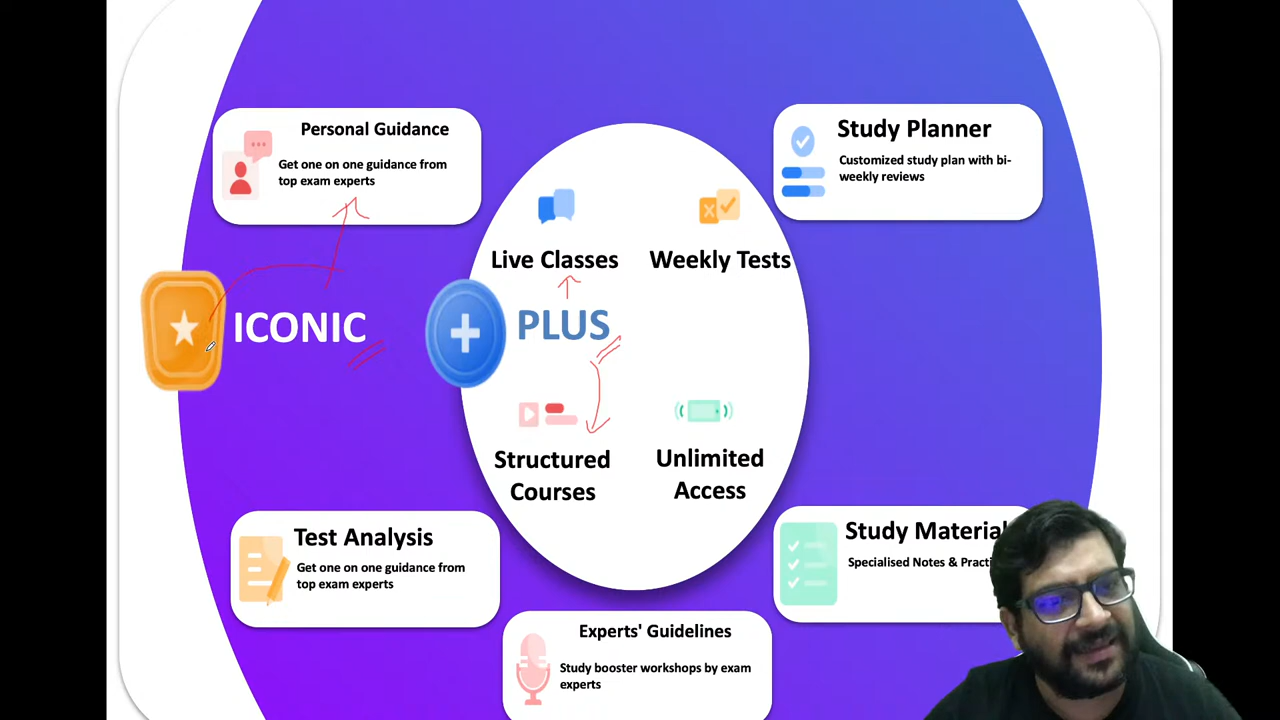 Personal Guidance
Get one on one guidance from
top exam experts
Study Planner
Customized study plan with bi-
weekly reviews
Live Classes
Weekly Tests
ICONIC
PLUS
Structured
Courses
Unlimited
Access
Test Analysis
Get one on one guidance from
top exam experts
Study Material
Specialised Notes &
Experts' Guidelines
Study booster workshops by exam
experts